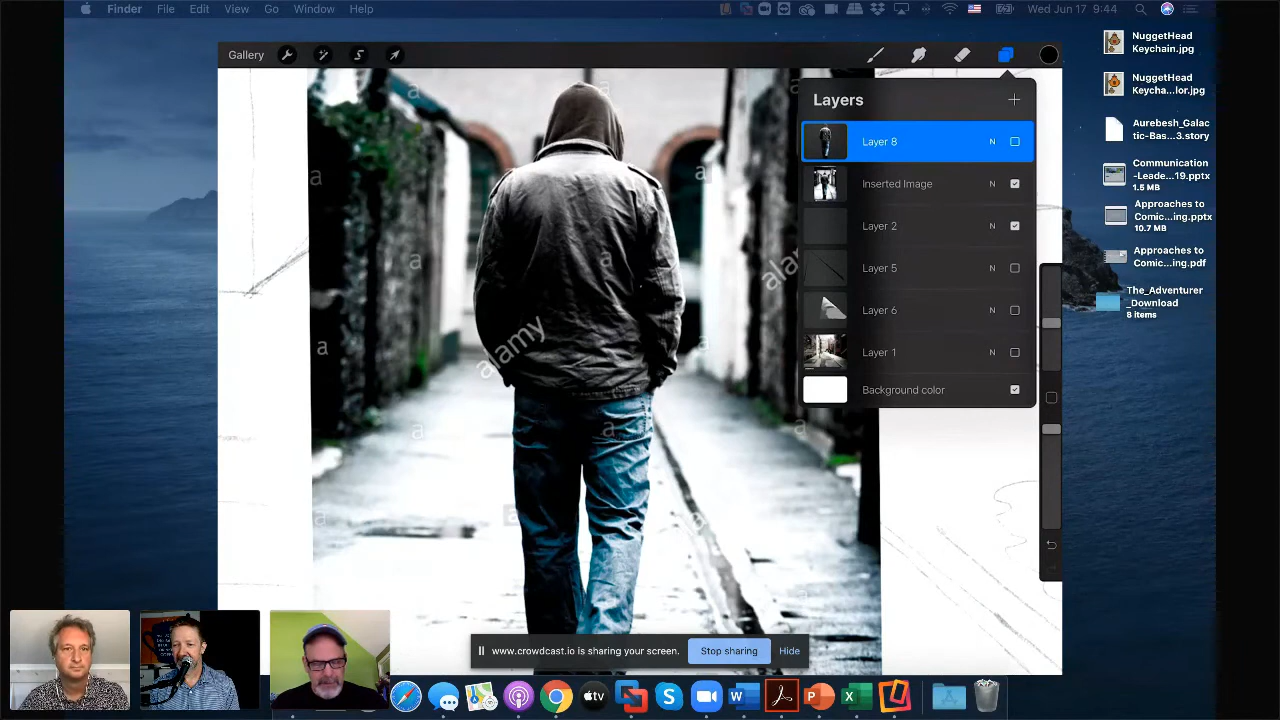 Finder File Edit View Go Window Help
Wed Jun 17 9:44
NuggetHead
Keychain.jpg
NuggetHead
Keycha...lor.jpg
Aurebesh_Galac
tic-Bas...3.story
Communication
-Leade...19.pptx
1.5 MB
Approaches to
Comic...ing.pptx
10.7 MB
Approaches to
Comic...ing.pdf
The_Adventurer
_Download
8 items
Gallery
Layers
Layer 8 N
Inserted Image N
Layer 2 N
Layer 5 N
Layer 6 N
Layer 1 N
Background color
a
a
a
a
a
a
alamy
a
alamy
a
a
a
a
a
a
www.crowdcast.io is sharing your screen. Stop sharing Hide
tv
S
W
P
X